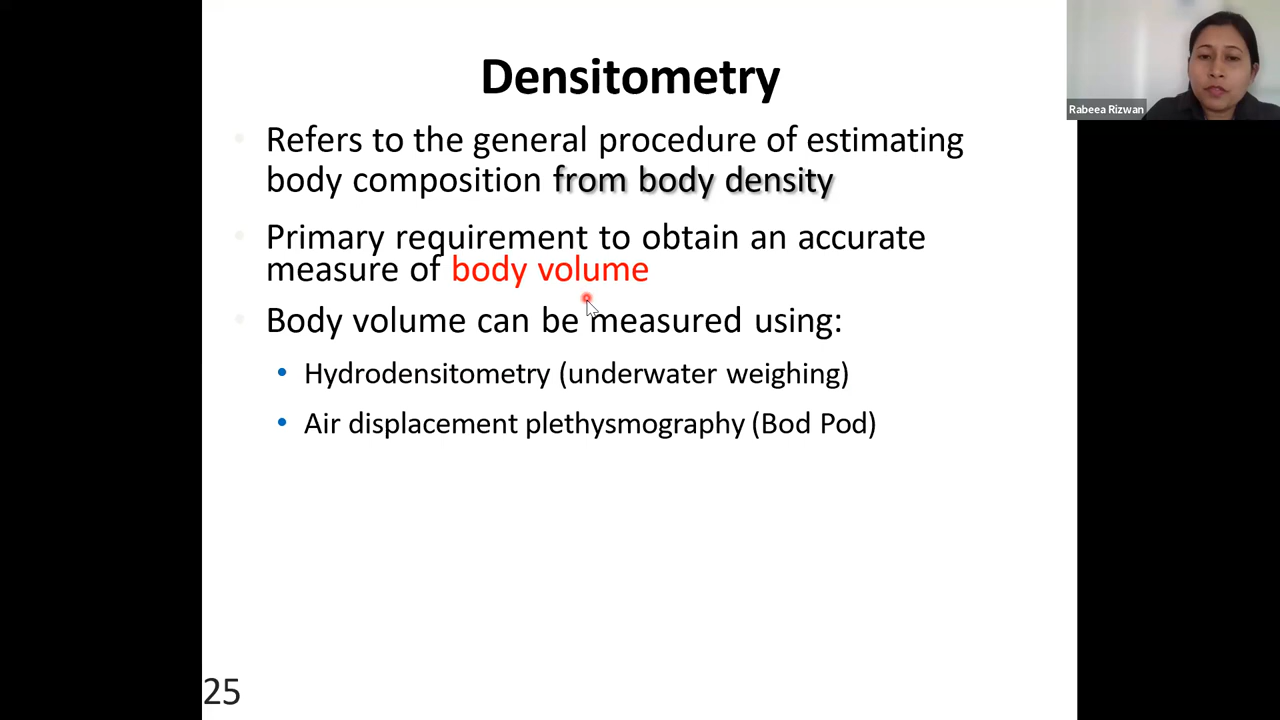 Densitometry
Rabeea Rizwan
• Refers to the general procedure of estimating
body composition from body density
• Primary requirement to obtain an accurate
measure of body volume
• Body volume can be measured using:
• Hydrodensitometry (underwater weighing)
• Air displacement plethysmography (Bod Pod)
25